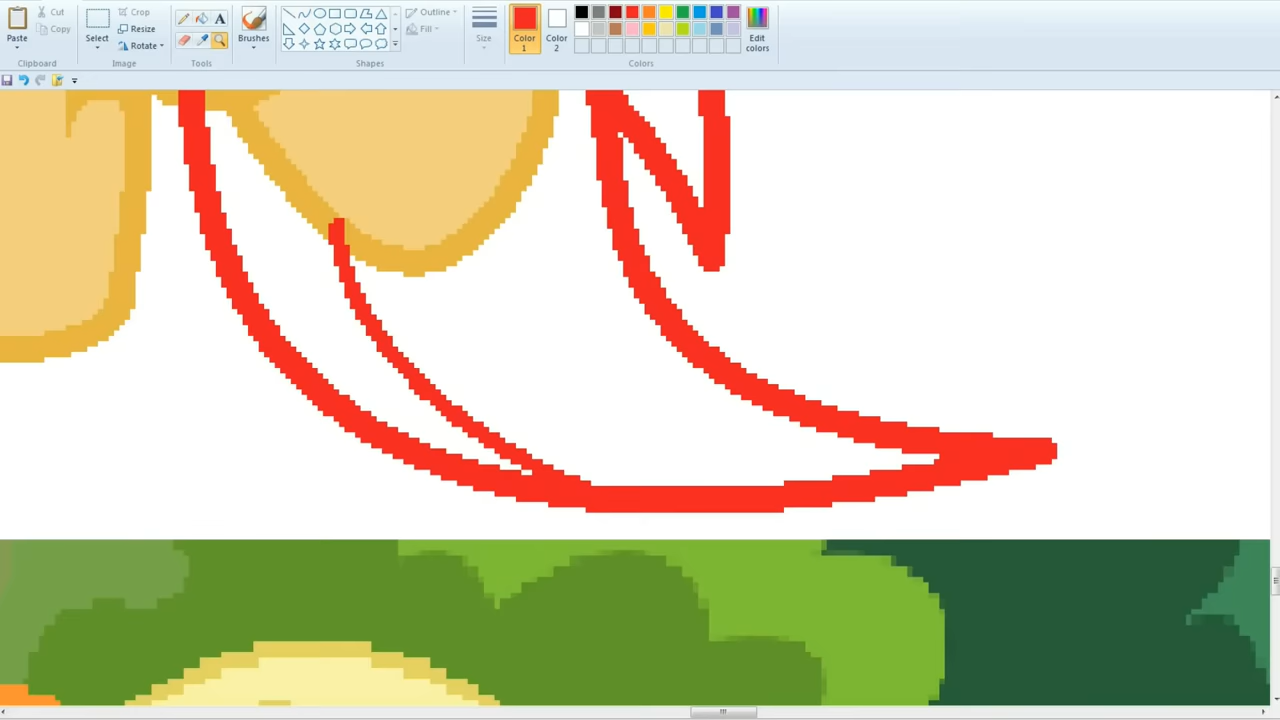 Cut
Copy
Paste
Clipboard
Crop
Resize
Rotate
Select
Image
A
Tools
Brushes
Outline
Fill
Shapes
Size
Color
1
Color
2
Edit
colors
Colors